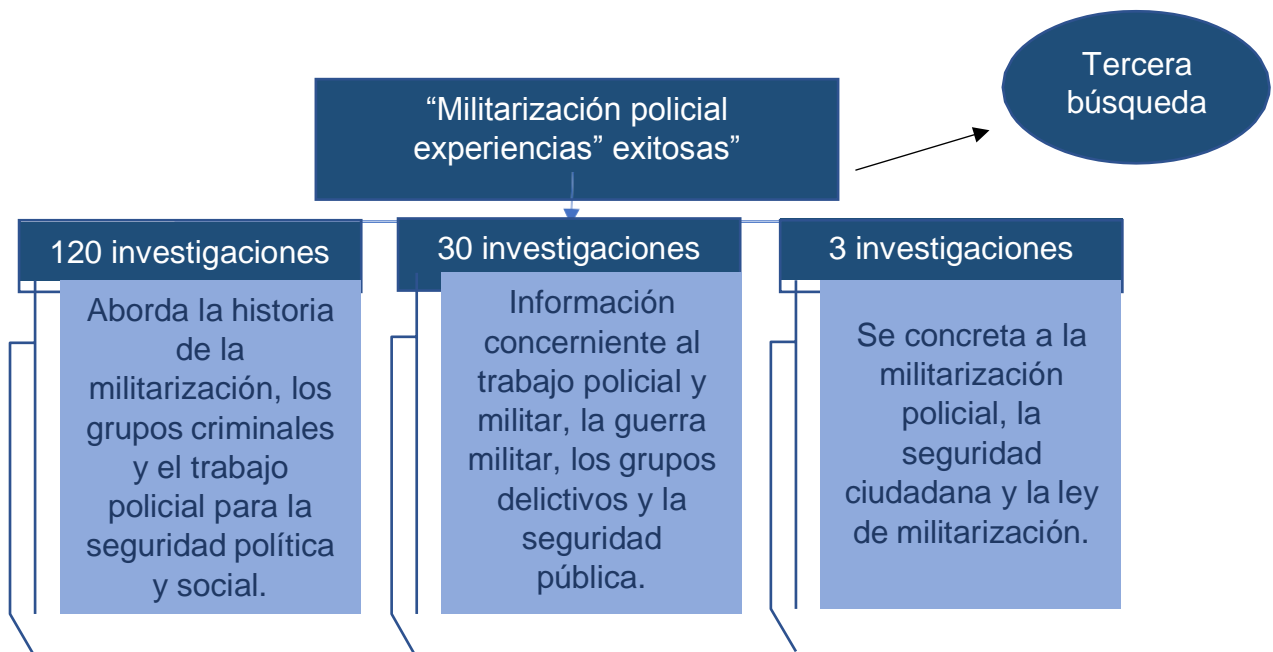 Tercera
búsqueda
“Militarización policial
experiencias” exitosas”
120 investigaciones
Aborda la historia
de la
militarización, los
grupos criminales
y el trabajo
policial para la
seguridad política
y social.
30 investigaciones
Información
concerniente al
trabajo policial y
militar, la guerra
militar, los grupos
delictivos y la
seguridad
pública.
3 investigaciones
Se concreta a la
militarización
policial, la
seguridad
ciudadana y la ley
de militarización.